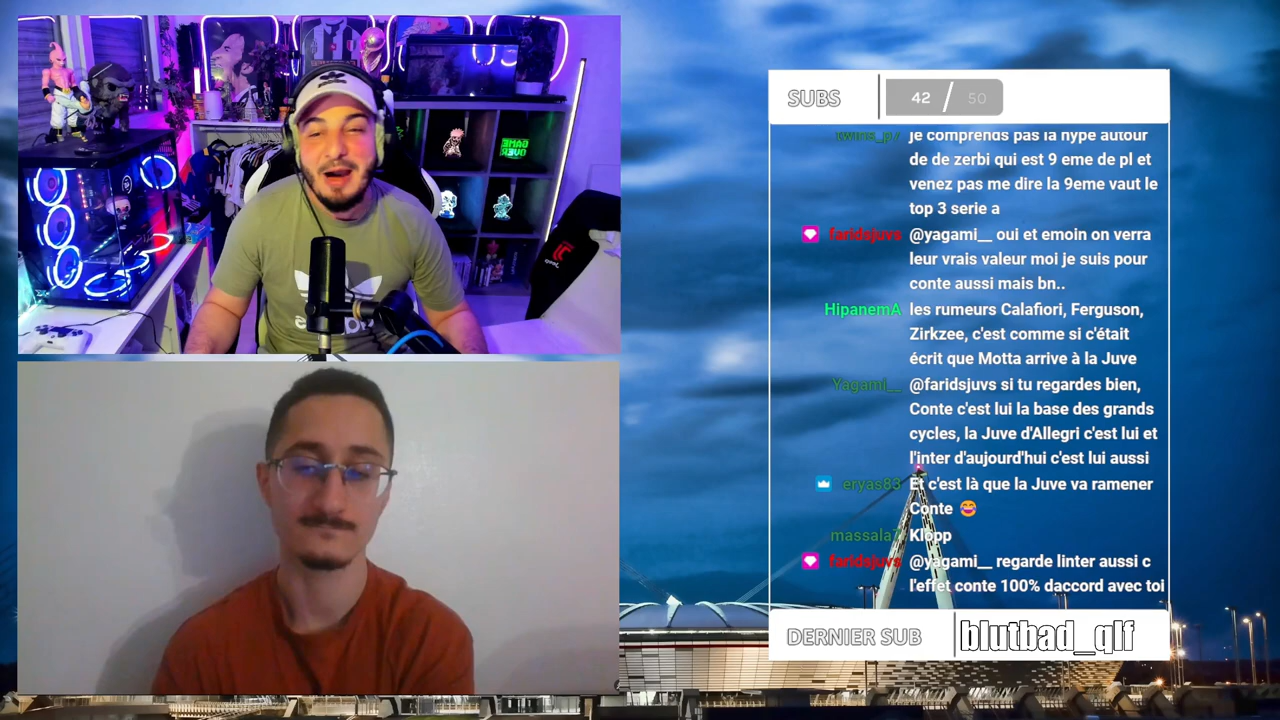 GAME
OVER
SUBS
42 / 50
twins_p7 je comprends pas la hype autour
de de zerbi qui est 9 eme de pl et
venez pas me dire la 9eme vaut le
top 3 serie a
faridsjuvs @yagami__ oui et emoin on verra
leur vrais valeur moi je suis pour
conte aussi mais bn..
HipanemA les rumeurs Calafiori, Ferguson,
Zirkzee, c'est comme si c'était
écrit que Motta arrive à la Juve
Yagami__ @faridsjuvs si tu regardes bien,
Conte c'est lui la base des grands
cycles, la Juve d'Allegri c'est lui et
l'inter d'aujourd'hui c'est lui aussi
eryas83 Et c'est là que la Juve va ramener
Conte 😂
massala7 Klopp
faridsjuvs @yagami__ regarde linter aussi c
l'effet conte 100% daccord avec toi
DERNIER SUB blutbad_qlf